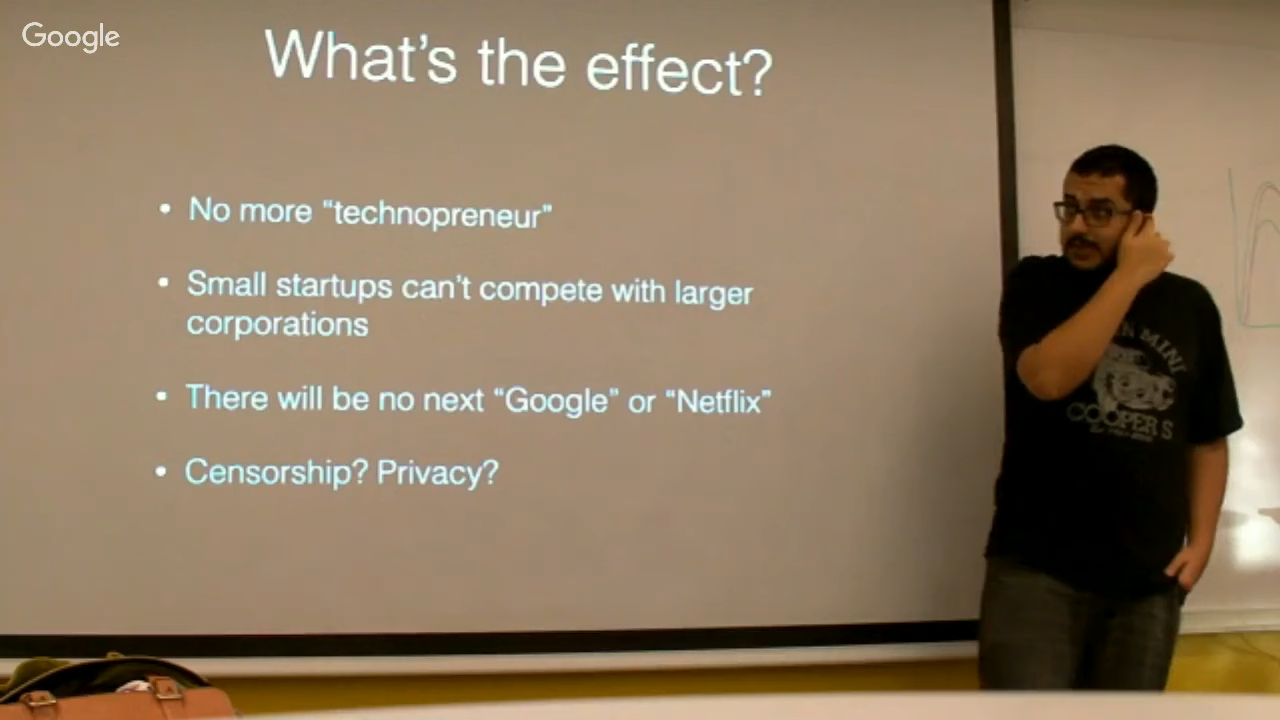 Google
What's the effect?
• No more “technopreneur”
• Small startups can't compete with larger
corporations
• There will be no next “Google” or “Netflix”
• Censorship? Privacy?
MINI
COOPER S